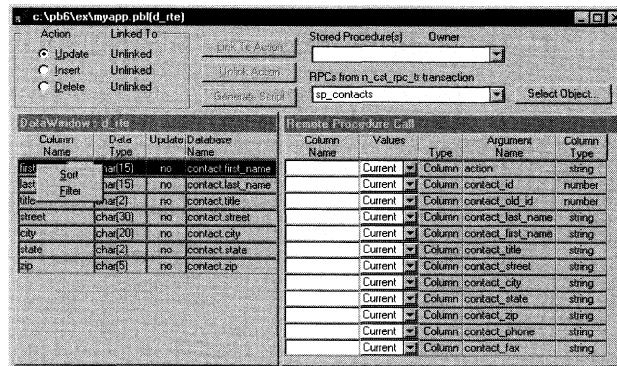 c:\pb6\ex\myapp.pbl(d_rte)
Action Linked To
Update Unlinked
Insert Unlinked
Delete Unlinked
Link To Action
Unlink Action
Generate Script
Stored Procedure(s) Owner
RPCs from n_cst_rpc_tr transaction
sp_contacts
Select Object...
DataWindow : d_rte
Column Name Data Type Update Database Name
first char(15) no contact.first_name
last char(15) no contact.last_name
title char(2) no contact.title
street char(30) no contact.street
city char(20) no contact.city
state char(2) no contact.state
zip char(5) no contact.zip
Sort
Filter
Remote Procedure Call
Column Name Values Type Argument Name Column Type
Current Column action string
Current Column contact_id number
Current Column contact_old_id number
Current Column contact_last_name string
Current Column contact_first_name string
Current Column contact_title string
Current Column contact_street string
Current Column contact_city string
Current Column contact_state string
Current Column contact_zip string
Current Column contact_phone string
Current Column contact_fax string